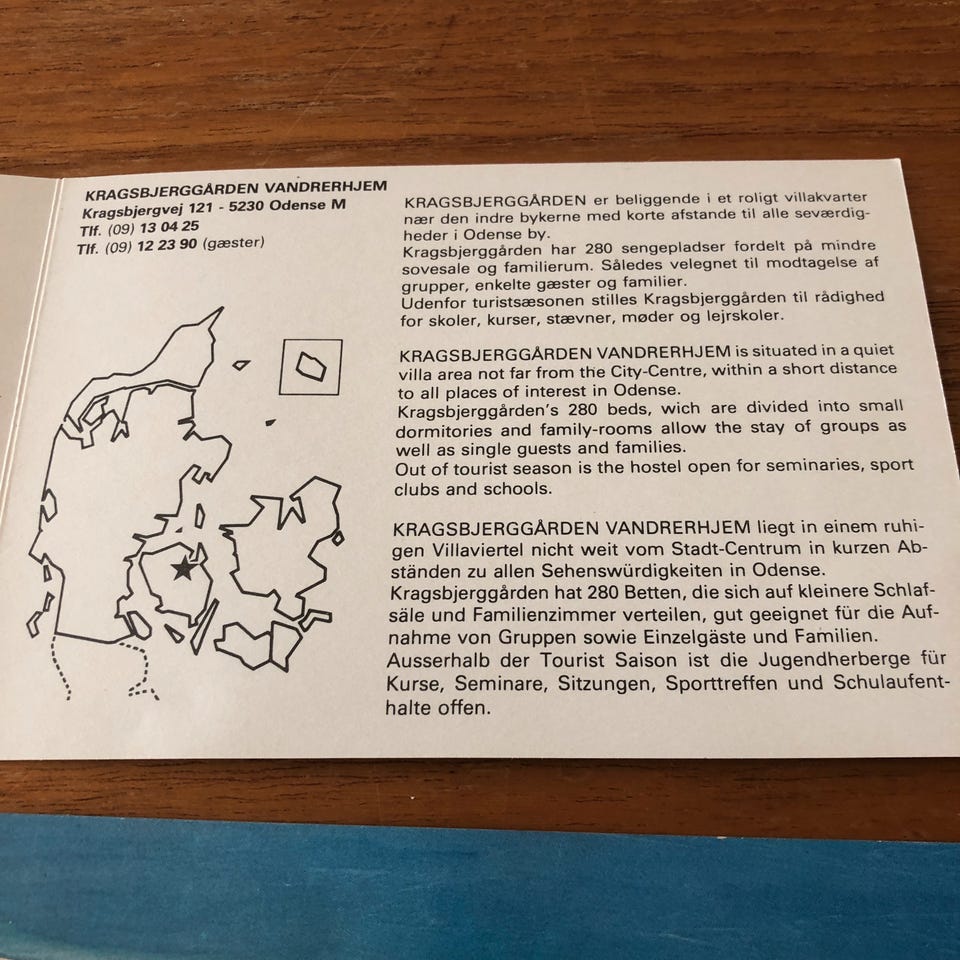 KRAGSBJERGGÅRDEN VANDRERHJEM
Kragsbjergvej 121 - 5230 Odense M
Tlf. (09) 13 04 25
Tlf. (09) 12 23 90 (gæster)
KRAGSBJERGGÅRDEN er beliggende i et roligt villakvarter
nær den indre bykerne med korte afstande til alle seværdig-
heder i Odense by.
Kragsbjerggården har 280 sengepladser fordelt på mindre
sovesale og familierum. Således velegnet til modtagelse af
grupper, enkelte gæster og familier.
Udenfor turistsæsonen stilles Kragsbjerggården til rådighed
for skoler, kurser, stævner, møder og lejrskoler.
KRAGSBJERGGÅRDEN VANDRERHJEM is situated in a quiet
villa area not far from the City-Centre, within a short distance
to all places of interest in Odense.
Kragsbjerggården's 280 beds, wich are divided into small
dormitories and family-rooms allow the stay of groups as
well as single guests and families.
Out of tourist season is the hostel open for seminaries, sport
clubs and schools.
KRAGSBJERGGÅRDEN VANDRERHJEM liegt in einem ruhi-
gen Villaviertel nicht weit vom Stadt-Centrum in kurzen Ab-
ständen zu allen Sehenswürdigkeiten in Odense.
Kragsbjerggården hat 280 Betten, die sich auf kleinere Schlaf-
säle und Familienzimmer verteilen, gut geeignet für die Auf-
nahme von Gruppen sowie Einzelgäste und Familien.
Ausserhalb der Tourist Saison ist die Jugendherberge für
Kurse, Seminare, Sitzungen, Sporttreffen und Schulaufent-
halte offen.